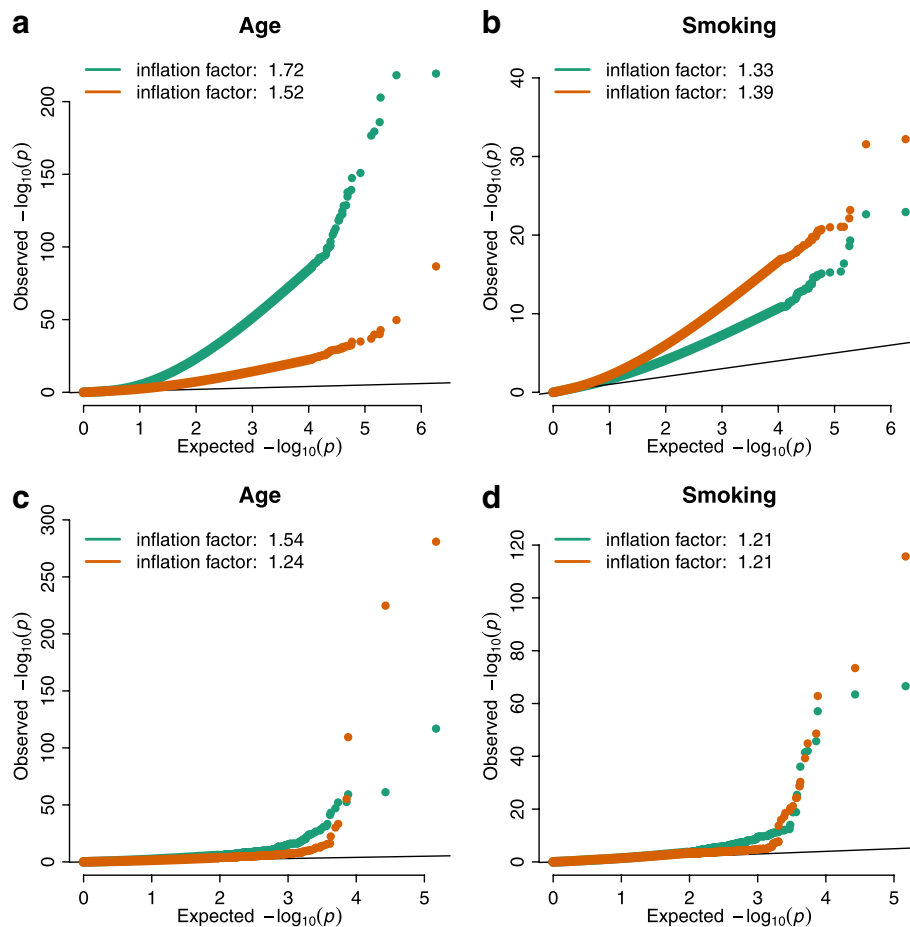 a
Age
inflation factor: 1.72
inflation factor: 1.52
Observed −log10(p)
0 50 100 150 200
0 1 2 3 4 5 6
Expected −log10(p)
b
Smoking
inflation factor: 1.33
inflation factor: 1.39
Observed −log10(p)
0 10 20 30 40
0 1 2 3 4 5 6
Expected −log10(p)
c
Age
inflation factor: 1.54
inflation factor: 1.24
Observed −log10(p)
0 50 100 150 200 250 300
0 1 2 3 4 5
Expected −log10(p)
d
Smoking
inflation factor: 1.21
inflation factor: 1.21
Observed −log10(p)
0 20 40 60 80 100 120
0 1 2 3 4 5
Expected −log10(p)